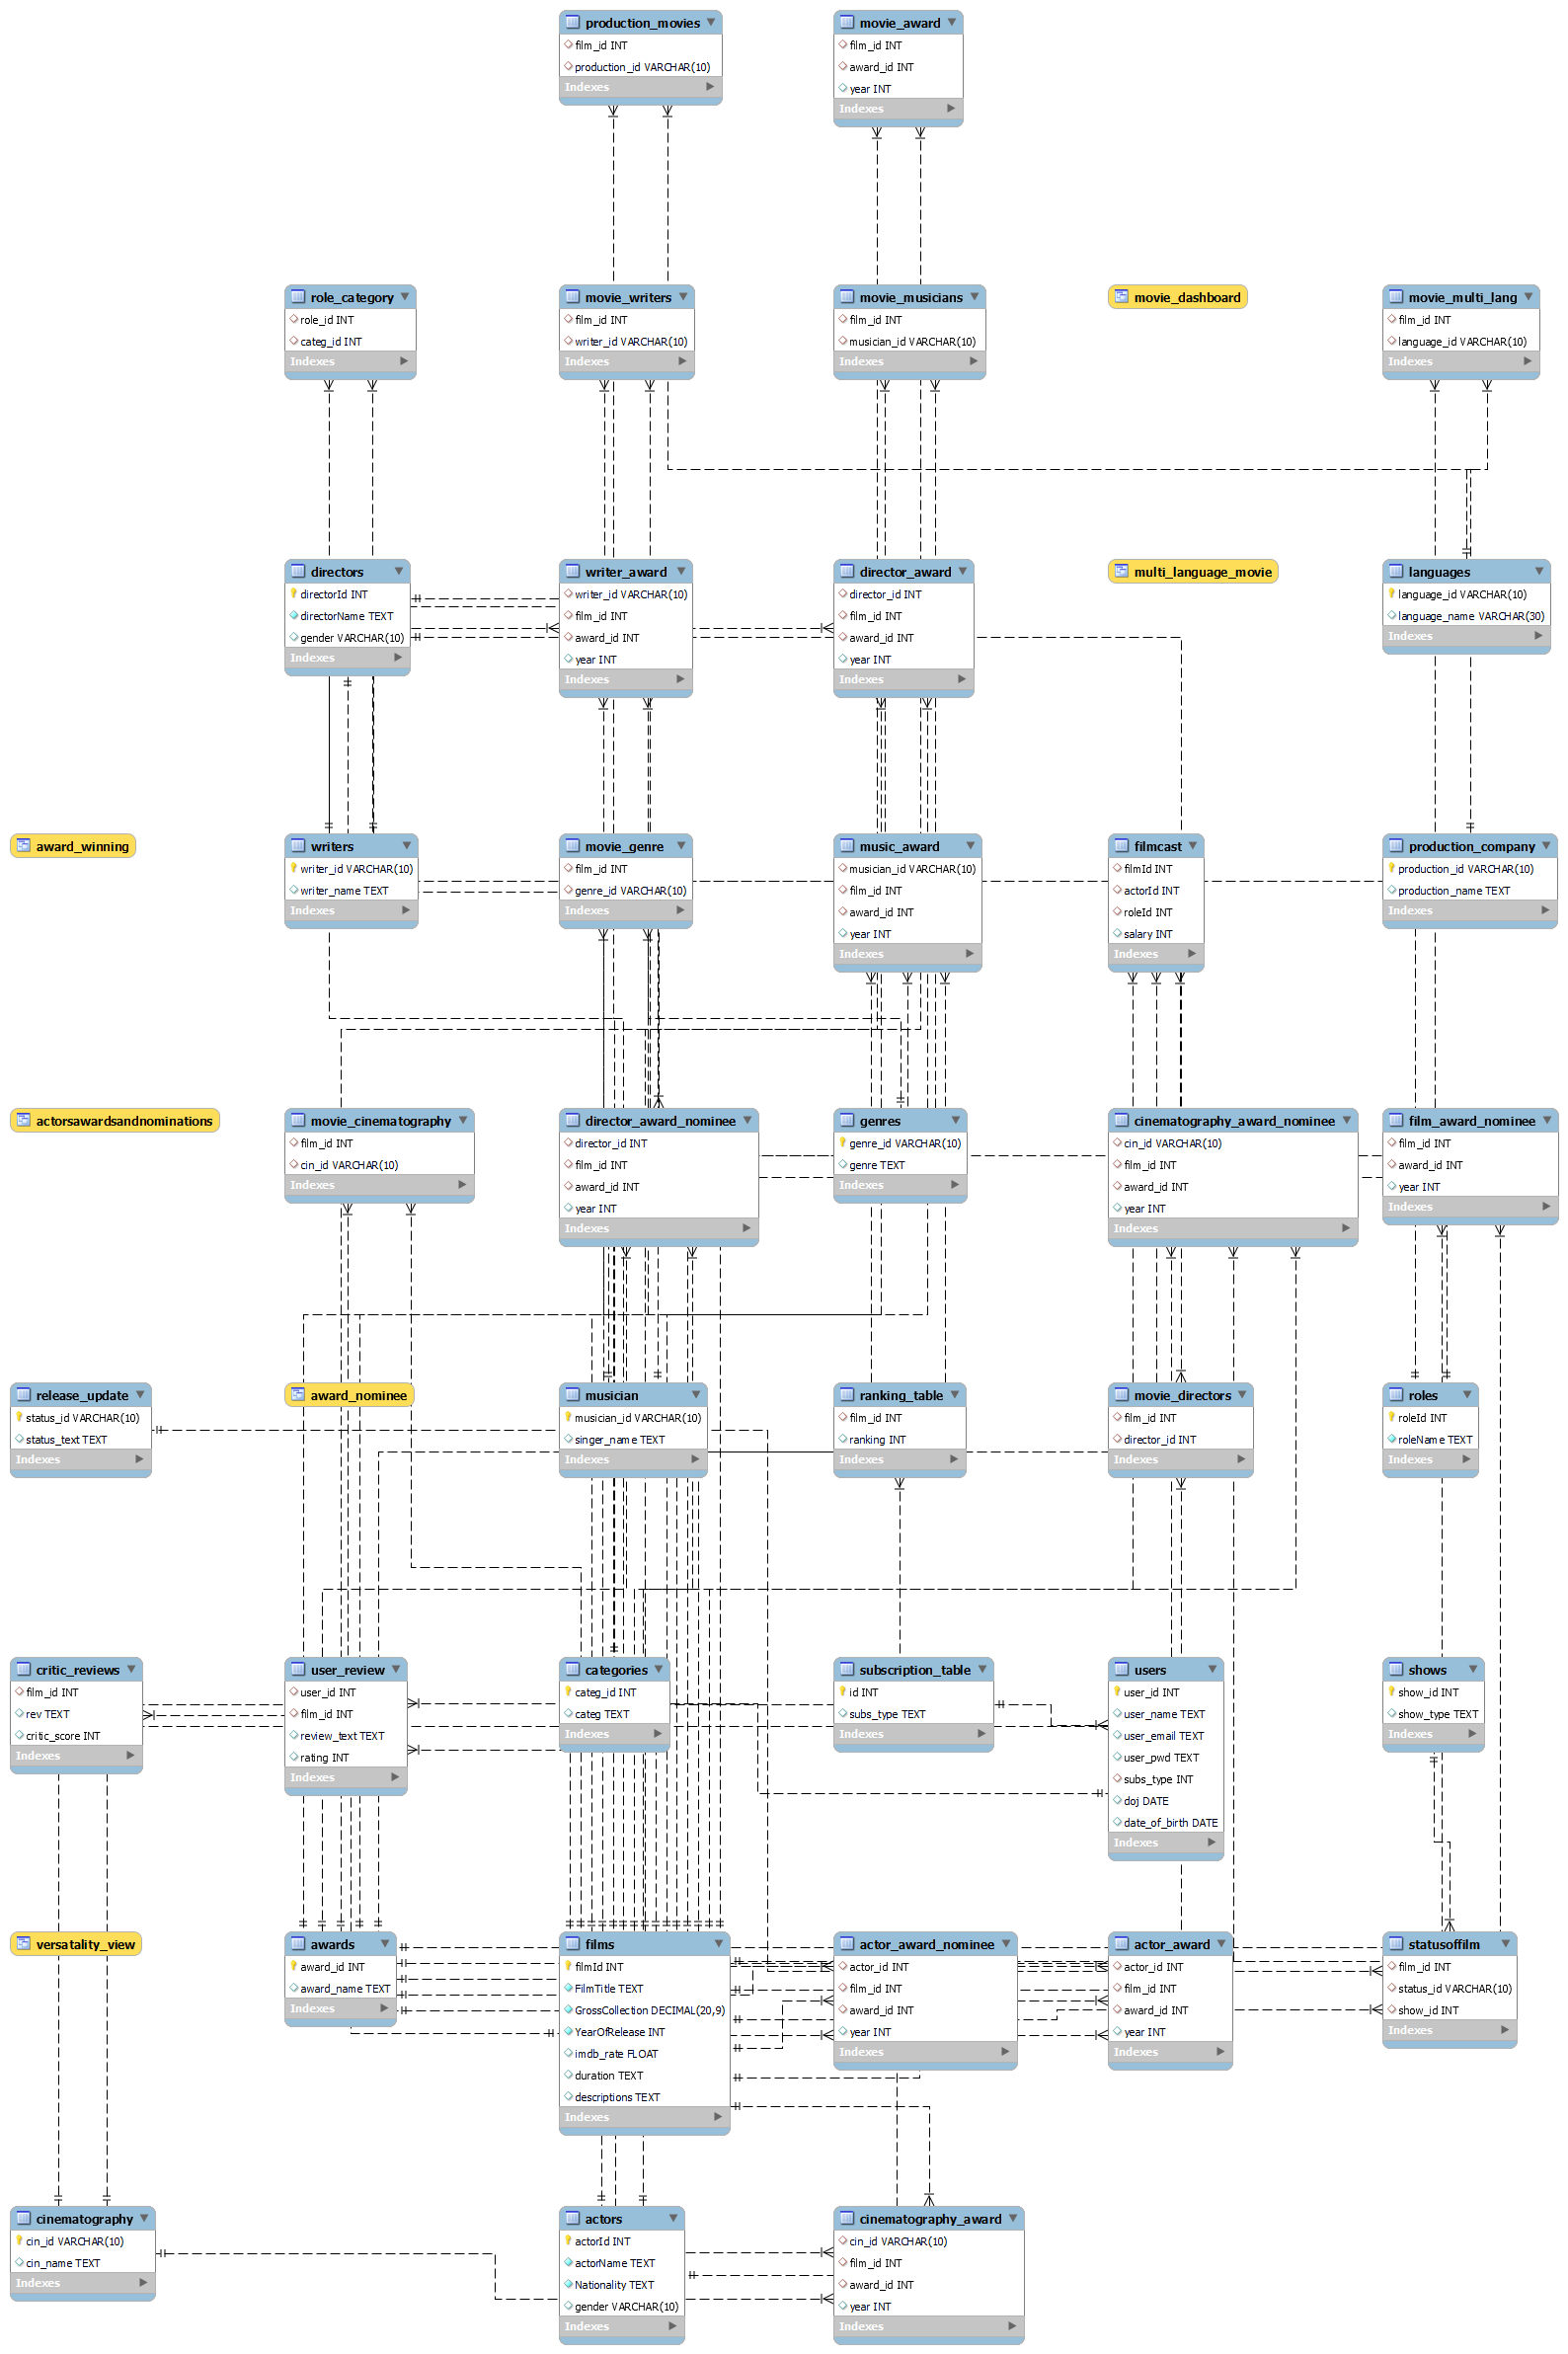 production_movies
film_id INT
production_id VARCHAR(10)
Indexes
movie_award
film_id INT
award_id INT
year INT
Indexes
role_category
role_id INT
categ_id INT
Indexes
movie_writers
film_id INT
writer_id VARCHAR(10)
Indexes
movie_musicians
film_id INT
musician_id VARCHAR(10)
Indexes
movie_dashboard
movie_multi_lang
film_id INT
language_id VARCHAR(10)
Indexes
directors
directorId INT
directorName TEXT
gender VARCHAR(10)
Indexes
writer_award
writer_id VARCHAR(10)
film_id INT
award_id INT
year INT
Indexes
director_award
director_id INT
film_id INT
award_id INT
year INT
Indexes
multi_language_movie
languages
language_id VARCHAR(10)
language_name VARCHAR(30)
Indexes
award_winning
writers
writer_id VARCHAR(10)
writer_name TEXT
Indexes
movie_genre
film_id INT
genre_id VARCHAR(10)
Indexes
music_award
musician_id VARCHAR(10)
film_id INT
award_id INT
year INT
Indexes
filmcast
filmId INT
actorId INT
roleId INT
salary INT
Indexes
production_company
production_id VARCHAR(10)
production_name TEXT
Indexes
actorsawardsandnominations
movie_cinematography
film_id INT
cin_id VARCHAR(10)
Indexes
director_award_nominee
director_id INT
film_id INT
award_id INT
year INT
Indexes
genres
genre_id VARCHAR(10)
genre TEXT
Indexes
cinematography_award_nominee
cin_id VARCHAR(10)
film_id INT
award_id INT
year INT
Indexes
film_award_nominee
film_id INT
award_id INT
year INT
Indexes
release_update
status_id VARCHAR(10)
status_text TEXT
Indexes
award_nominee
musician
musician_id VARCHAR(10)
singer_name TEXT
Indexes
ranking_table
film_id INT
ranking INT
Indexes
movie_directors
film_id INT
director_id INT
Indexes
roles
roleId INT
roleName TEXT
Indexes
critic_reviews
film_id INT
rev TEXT
critic_score INT
Indexes
user_review
user_id INT
film_id INT
review_text TEXT
rating INT
Indexes
categories
categ_id INT
categ TEXT
Indexes
subscription_table
id INT
subs_type TEXT
Indexes
users
user_id INT
user_name TEXT
user_email TEXT
user_pwd TEXT
subs_type INT
doj DATE
date_of_birth DATE
Indexes
shows
show_id INT
show_type TEXT
Indexes
versatality_view
awards
award_id INT
award_name TEXT
Indexes
films
filmId INT
FilmTitle TEXT
GrossCollection DECIMAL(20,9)
YearOfRelease INT
imdb_rate FLOAT
duration TEXT
descriptions TEXT
Indexes
actor_award_nominee
actor_id INT
film_id INT
award_id INT
year INT
Indexes
actor_award
actor_id INT
film_id INT
award_id INT
year INT
Indexes
statusoffilm
film_id INT
status_id VARCHAR(10)
show_id INT
Indexes
cinematography
cin_id VARCHAR(10)
cin_name TEXT
Indexes
actors
actorId INT
actorName TEXT
Nationality TEXT
gender VARCHAR(10)
Indexes
cinematography_award
cin_id VARCHAR(10)
film_id INT
award_id INT
year INT
Indexes